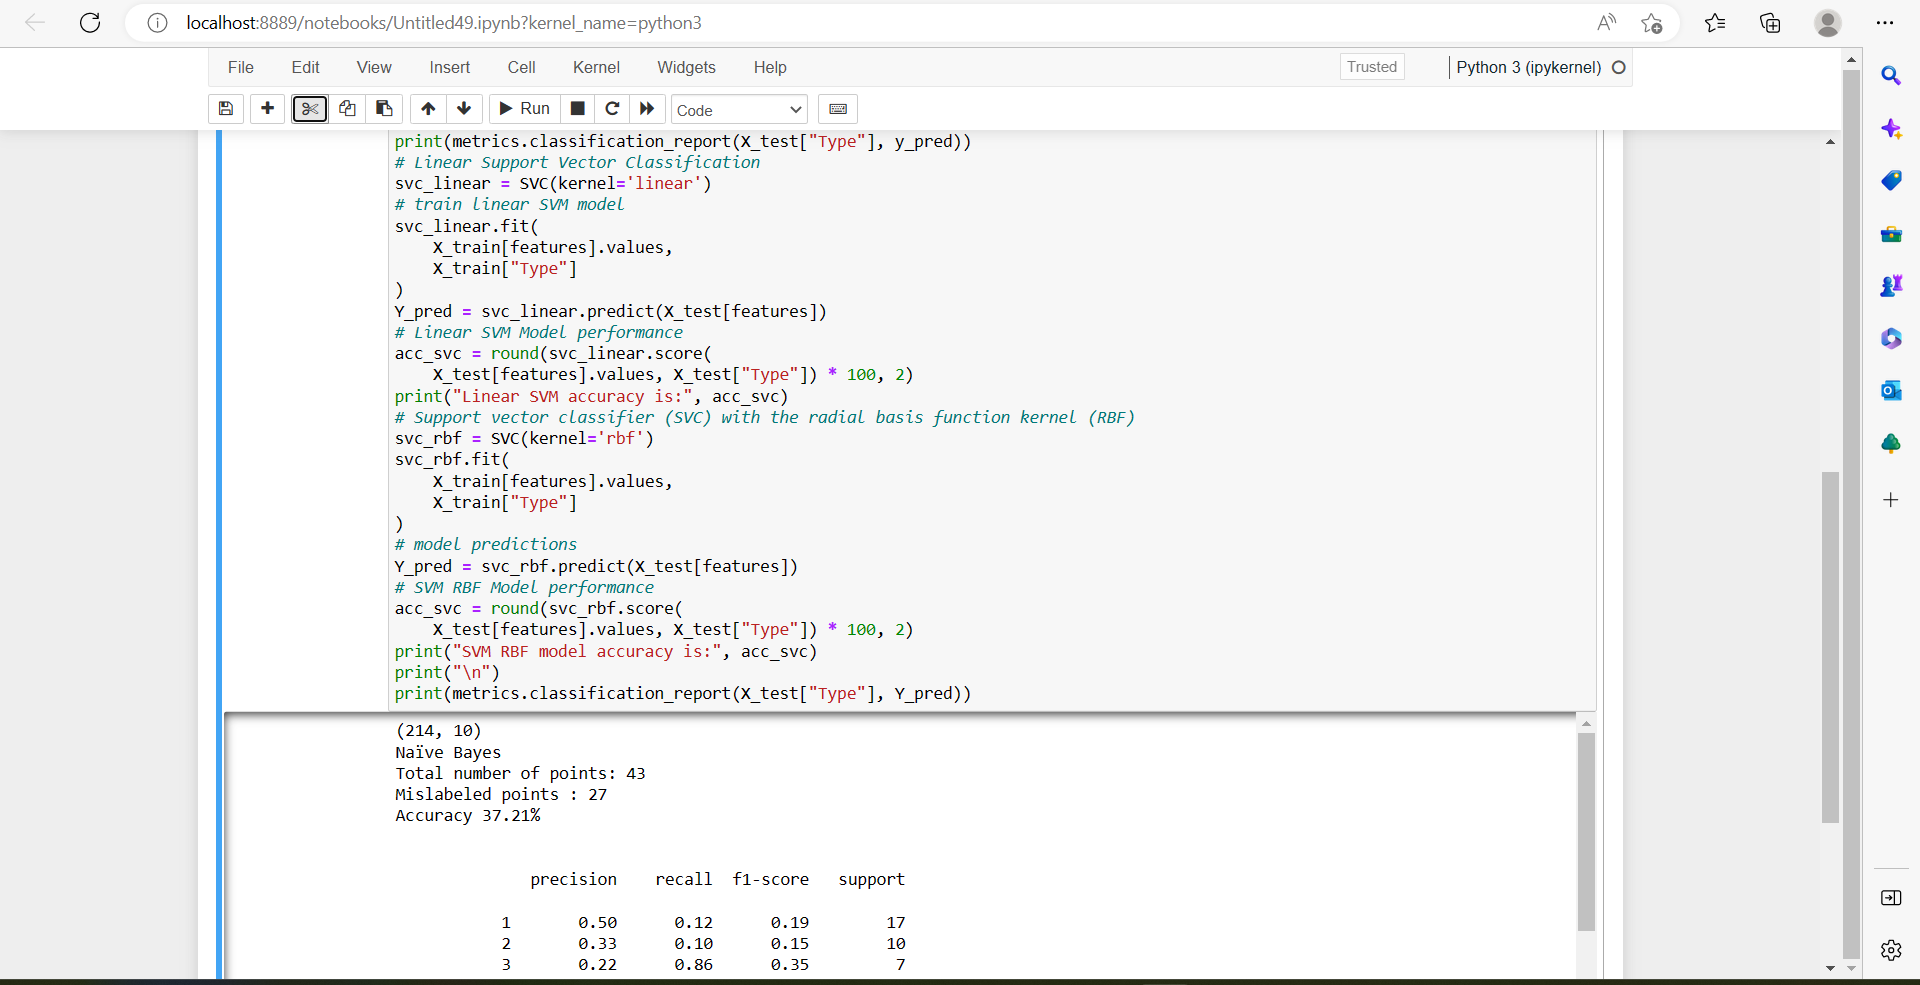 localhost:8889/notebooks/Untitled49.ipynb?kernel_name=python3
File Edit View Insert Cell Kernel Widgets Help Trusted Python 3 (ipykernel)
Run Code
print(metrics.classification_report(X_test["Type"], y_pred))
# Linear Support Vector Classification
svc_linear = SVC(kernel='linear')
# train linear SVM model
svc_linear.fit(
    X_train[features].values,
    X_train["Type"]
)
Y_pred = svc_linear.predict(X_test[features])
# Linear SVM Model performance
acc_svc = round(svc_linear.score(
    X_test[features].values, X_test["Type"]) * 100, 2)
print("Linear SVM accuracy is:", acc_svc)
# Support vector classifier (SVC) with the radial basis function kernel (RBF)
svc_rbf = SVC(kernel='rbf')
svc_rbf.fit(
    X_train[features].values,
    X_train["Type"]
)
# model predictions
Y_pred = svc_rbf.predict(X_test[features])
# SVM RBF Model performance
acc_svc = round(svc_rbf.score(
    X_test[features].values, X_test["Type"]) * 100, 2)
print("SVM RBF model accuracy is:", acc_svc)
print("\n")
print(metrics.classification_report(X_test["Type"], Y_pred))
(214, 10)
Naïve Bayes
Total number of points: 43
Mislabeled points : 27
Accuracy 37.21%
precision recall f1-score support
1 0.50 0.12 0.19 17
2 0.33 0.10 0.15 10
3 0.22 0.86 0.35 7